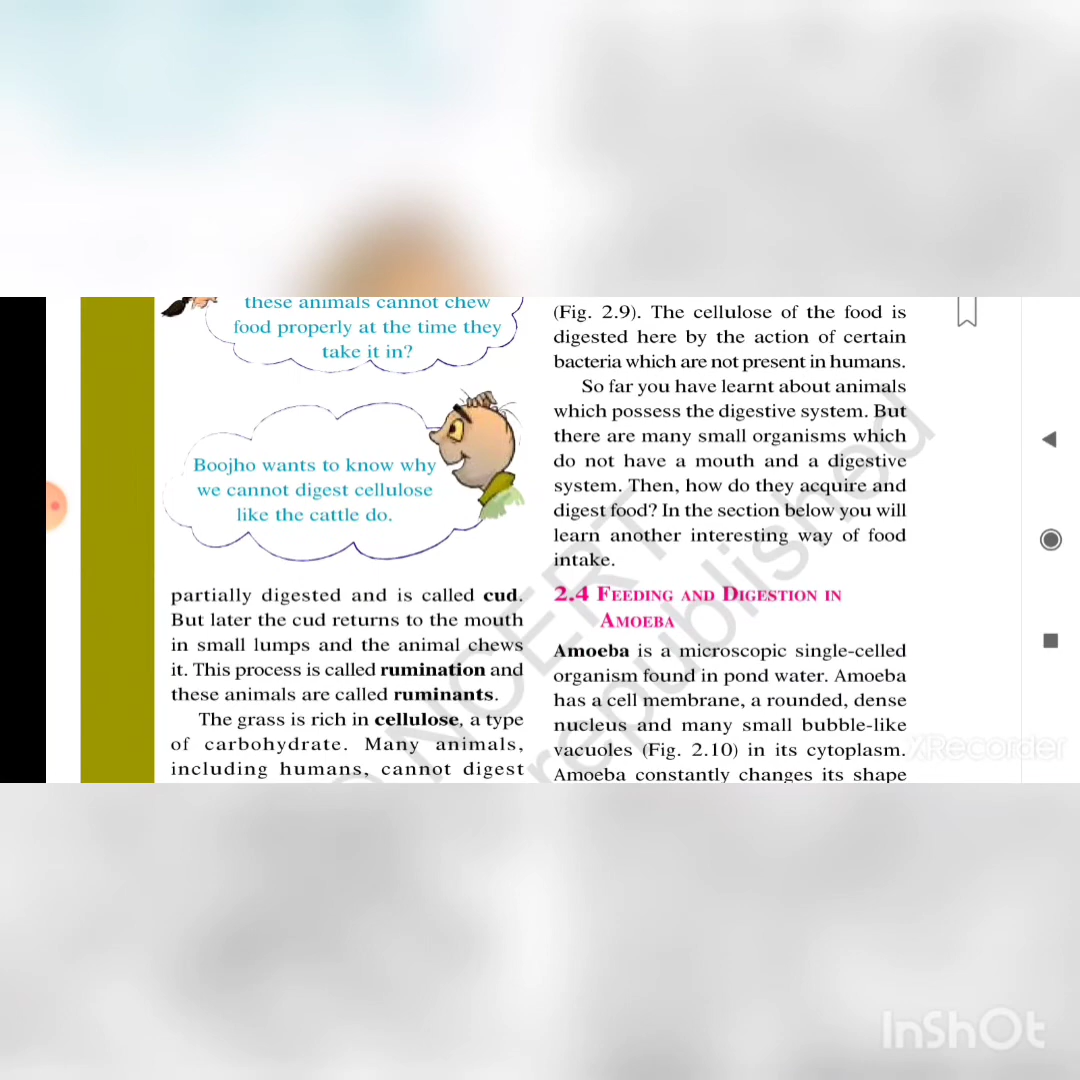 these animals cannot chew
food properly at the time they
take it in?
Boojho wants to know why
we cannot digest cellulose
like the cattle do.
partially digested and is called cud.
But later the cud returns to the mouth
in small lumps and the animal chews
it. This process is called rumination and
these animals are called ruminants.
The grass is rich in cellulose, a type
of carbohydrate. Many animals,
including humans, cannot digest
(Fig. 2.9). The cellulose of the food is
digested here by the action of certain
bacteria which are not present in humans.
So far you have learnt about animals
which possess the digestive system. But
there are many small organisms which
do not have a mouth and a digestive
system. Then, how do they acquire and
digest food? In the section below you will
learn another interesting way of food
intake.
2.4 FEEDING AND DIGESTION IN
AMOEBA
Amoeba is a microscopic single-celled
organism found in pond water. Amoeba
has a cell membrane, a rounded, dense
nucleus and many small bubble-like
vacuoles (Fig. 2.10) in its cytoplasm.
Amoeba constantly changes its shape
NCERT
republished
XRecorder
InShOt